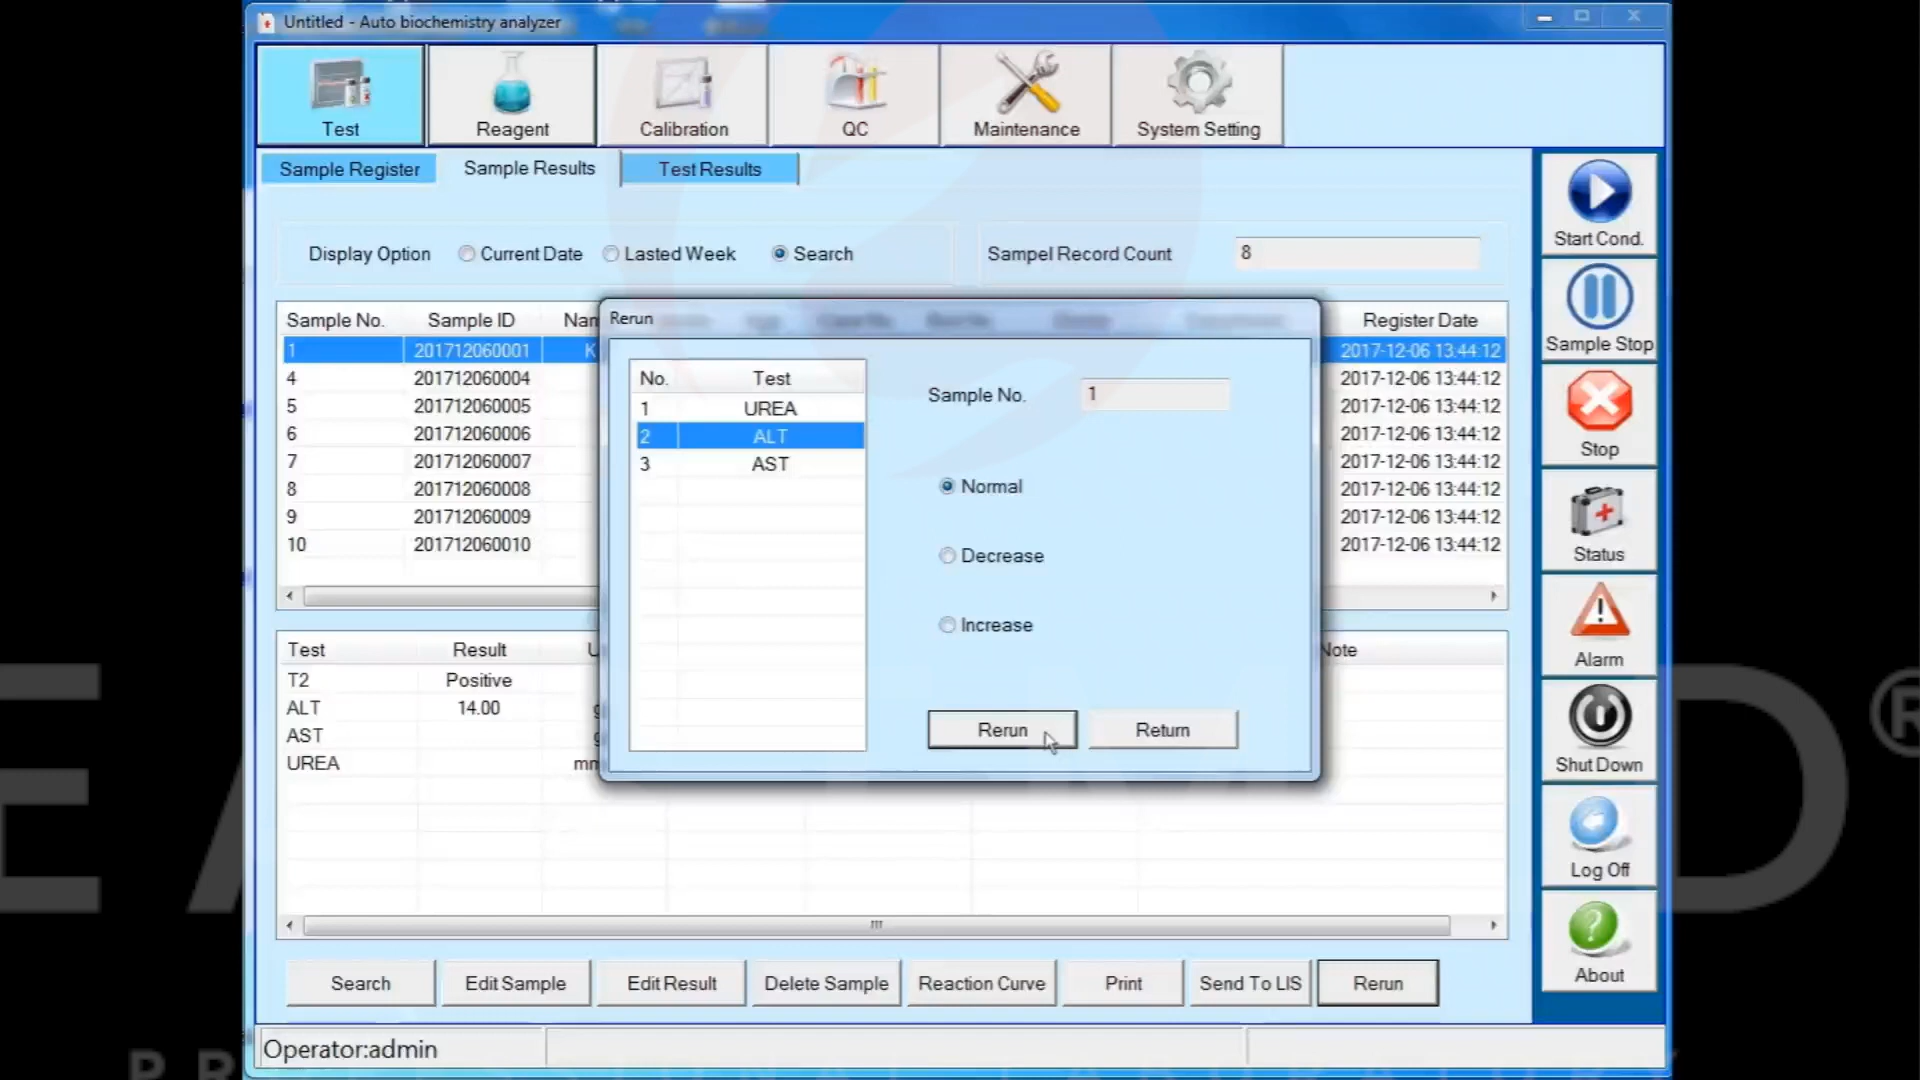 Untitled - Auto biochemistry analyzer
Test
Reagent
Calibration
QC
Maintenance
System Setting
Sample Register
Sample Results
Test Results
Display Option
Current Date
Lasted Week
Search
Sampel Record Count
8
Sample No. Sample ID Nam Register Date
1 201712060001 K 2017-12-06 13:44:12
4 201712060004 2017-12-06 13:44:12
5 201712060005 2017-12-06 13:44:12
6 201712060006 2017-12-06 13:44:12
7 201712060007 2017-12-06 13:44:12
8 201712060008 2017-12-06 13:44:12
9 201712060009 2017-12-06 13:44:12
10 201712060010 2017-12-06 13:44:12
Rerun
No. Test
1 UREA
2 ALT
3 AST
Sample No. 1
Normal
Decrease
Increase
Rerun
Return
Test Result U Note
T2 Positive
ALT 14.00 g
AST g
UREA mm
Search
Edit Sample
Edit Result
Delete Sample
Reaction Curve
Print
Send To LIS
Rerun
Start Cond.
Sample Stop
Stop
Status
Alarm
Shut Down
Log Off
About
Operator:admin